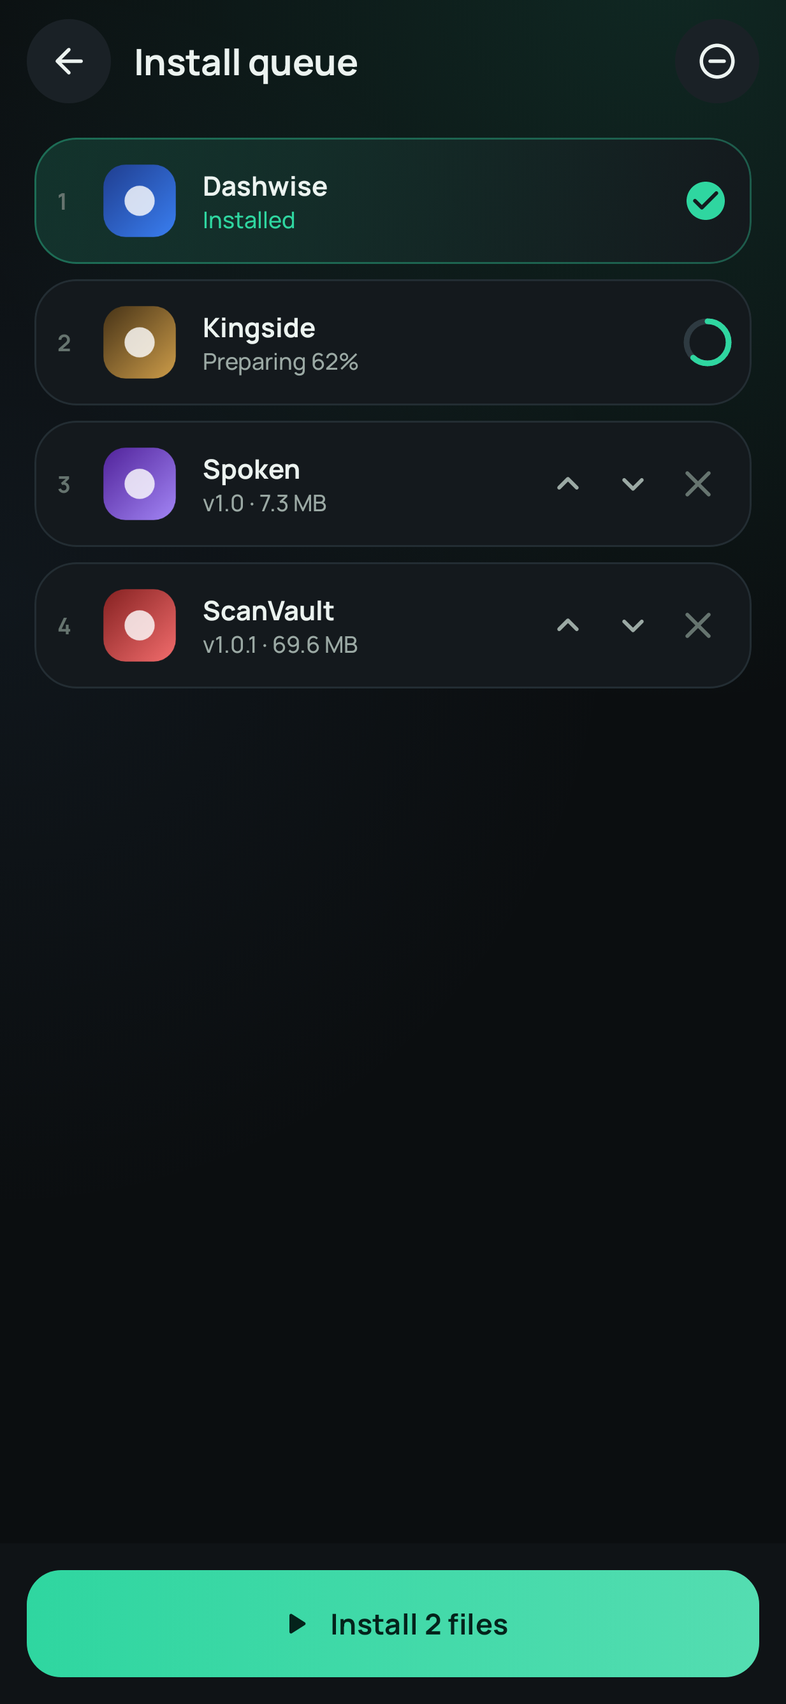 Install queue
1
Dashwise
Installed
2
Kingside
Preparing 62%
3
Spoken
v1.0 · 7.3 MB
4
ScanVault
v1.0.1 · 69.6 MB
Install 2 files